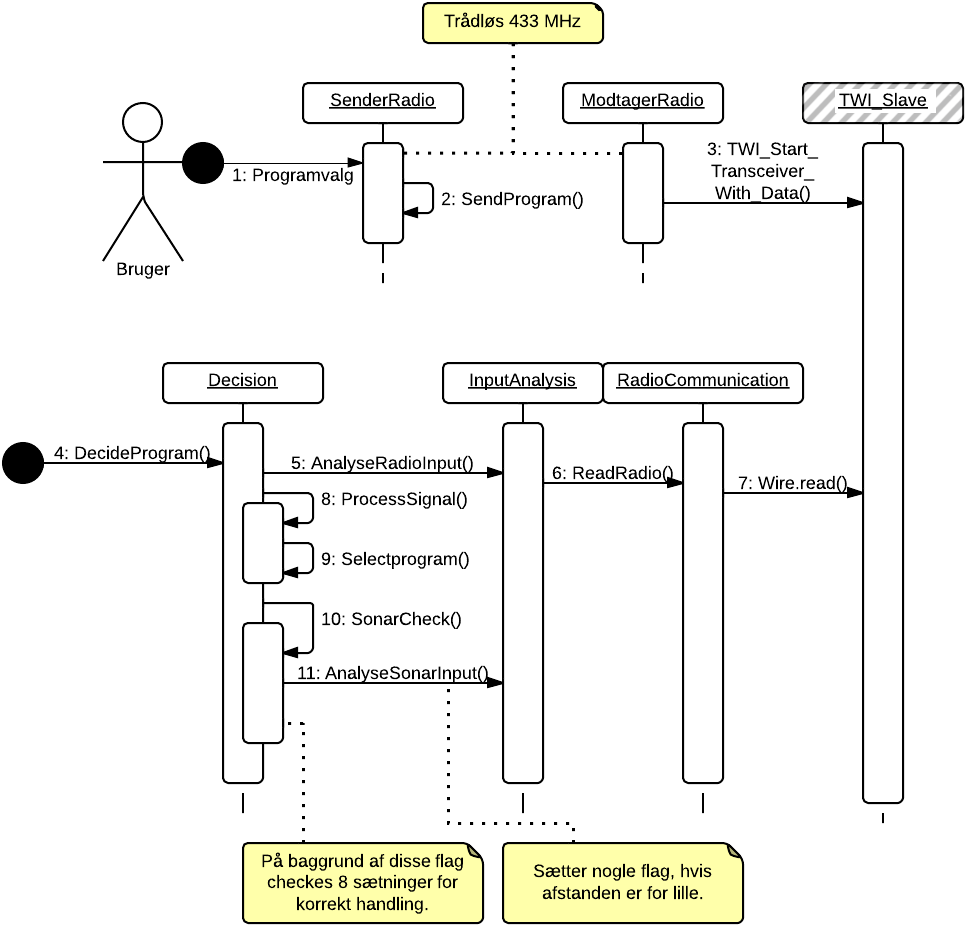 Trådløs 433 MHz
SenderRadio
ModtagerRadio
TWI_Slave
1: Programvalg
2: SendProgram()
3: TWI_Start_
Transceiver_
With_Data()
Bruger
Decision
InputAnalysis
RadioCommunication
4: DecideProgram()
5: AnalyseRadioInput()
6: ReadRadio()
7: Wire.read()
8: ProcessSignal()
9: Selectprogram()
10: SonarCheck()
11: AnalyseSonarInput()
På baggrund af disse flag
checkes 8 sætninger for
korrekt handling.
Sætter nogle flag, hvis
afstanden er for lille.